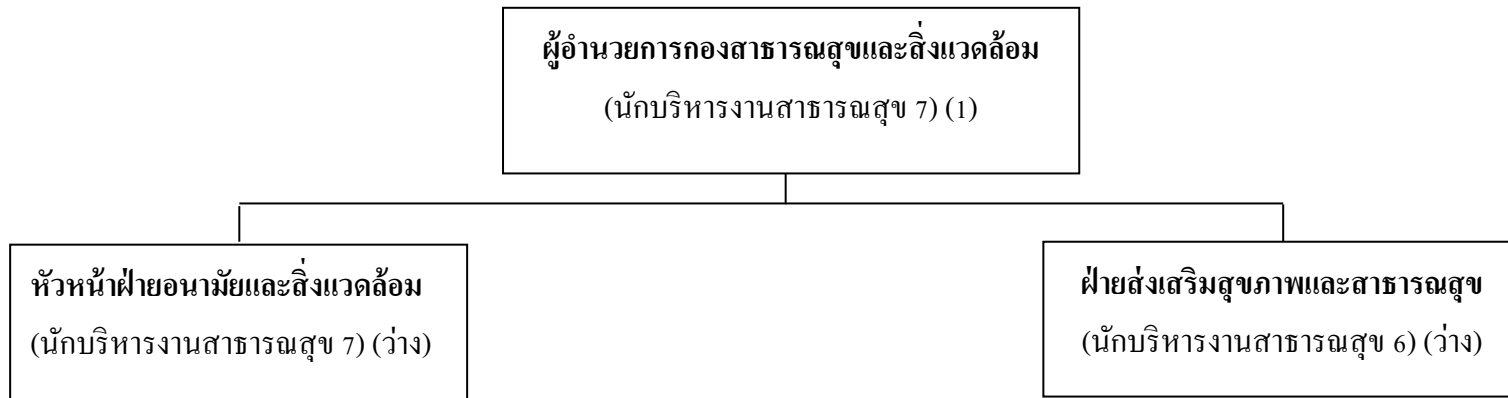 ผู้อำนวยการกองสาธารณสุขและสิ่งแวดล้อม
(นักบริหารงานสาธารณสุข 7) (1)
หัวหน้าฝ่ายอนามัยและสิ่งแวดล้อม
(นักบริหารงานสาธารณสุข 7) (ว่าง)
ฝ่ายส่งเสริมสุขภาพและสาธารณสุข
(นักบริหารงานสาธารณสุข 6) (ว่าง)